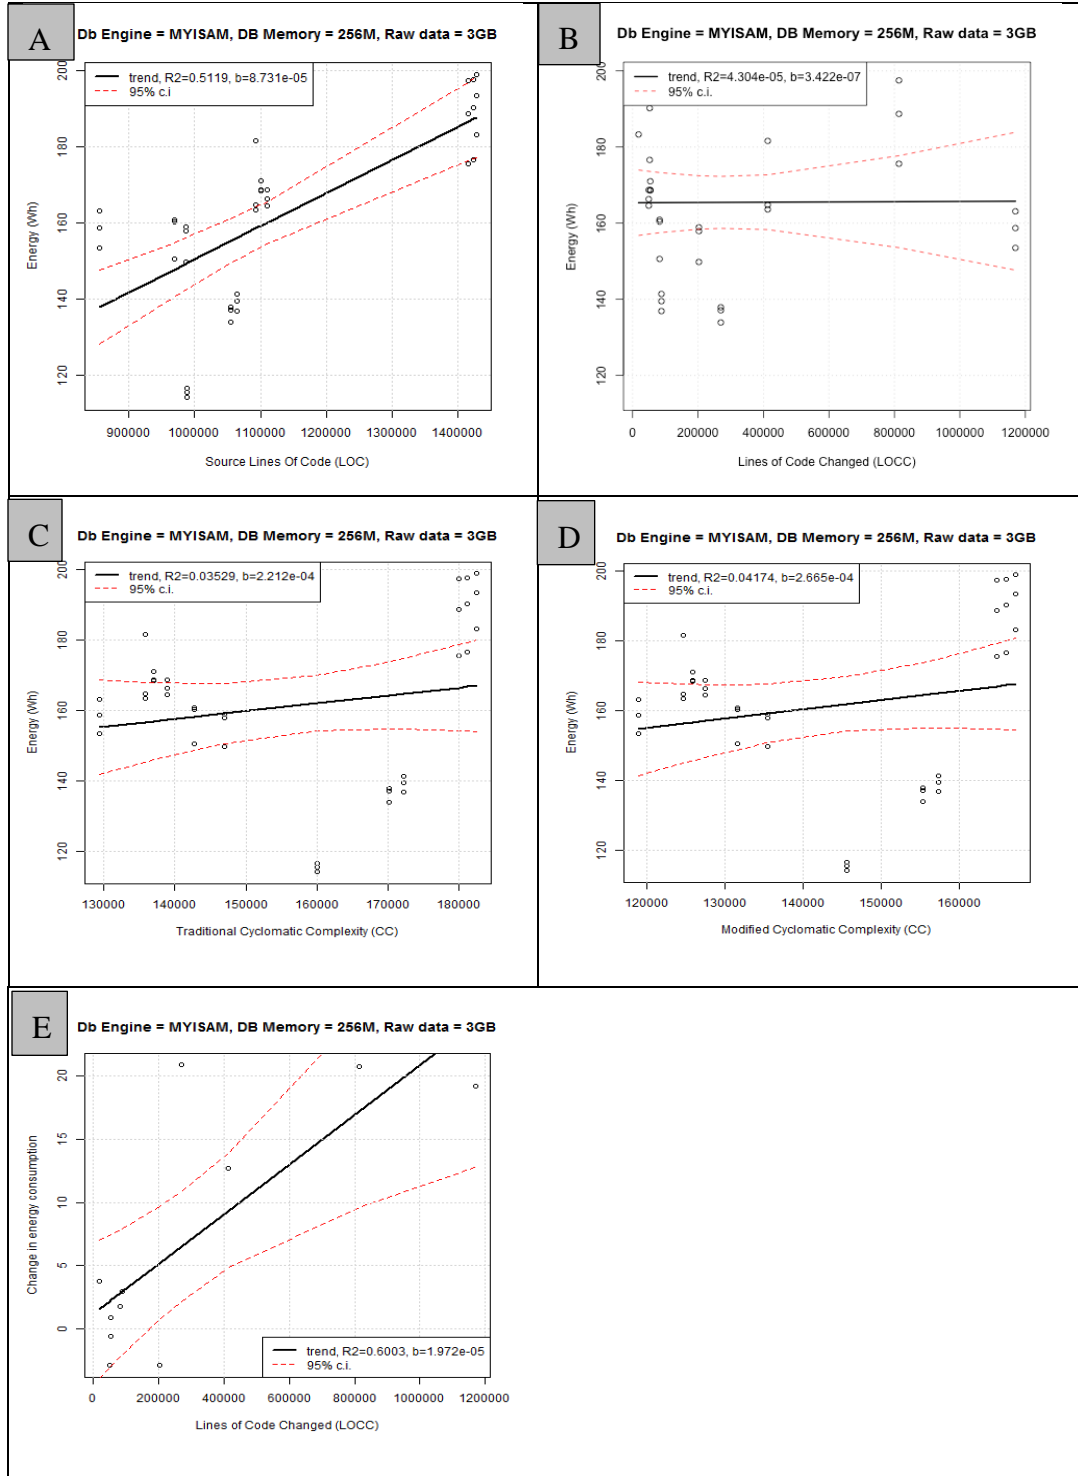 A
Db Engine = MYISAM, DB Memory = 256M, Raw data = 3GB
trend, R2=0.5119, b=8.731e-05
95% c.i
Energy (Wh)
200
180
160
140
120
900000 1000000 1100000 1200000 1300000 1400000
Source Lines Of Code (LOC)
B
Db Engine = MYISAM, DB Memory = 256M, Raw data = 3GB
trend, R2=4.304e-05, b=3.422e-07
95% c.i.
Energy (Wh)
200
180
160
140
120
0 200000 400000 600000 800000 1000000 1200000
Lines of Code Changed (LOCC)
C
Db Engine = MYISAM, DB Memory = 256M, Raw data = 3GB
trend, R2=0.03529, b=2.212e-04
95% c.i.
Energy (Wh)
200
180
160
140
120
130000 140000 150000 160000 170000 180000
Traditional Cyclomatic Complexity (CC)
D
Db Engine = MYISAM, DB Memory = 256M, Raw data = 3GB
trend, R2=0.04174, b=2.665e-04
95% c.i.
Energy (Wh)
200
180
160
140
120
120000 130000 140000 150000 160000
Modified Cyclomatic Complexity (CC)
E
Db Engine = MYISAM, DB Memory = 256M, Raw data = 3GB
Change in energy consumption
20
15
10
5
0
trend, R2=0.6003, b=1.972e-05
95% c.i.
0 200000 400000 600000 800000 1000000 1200000
Lines of Code Changed (LOCC)